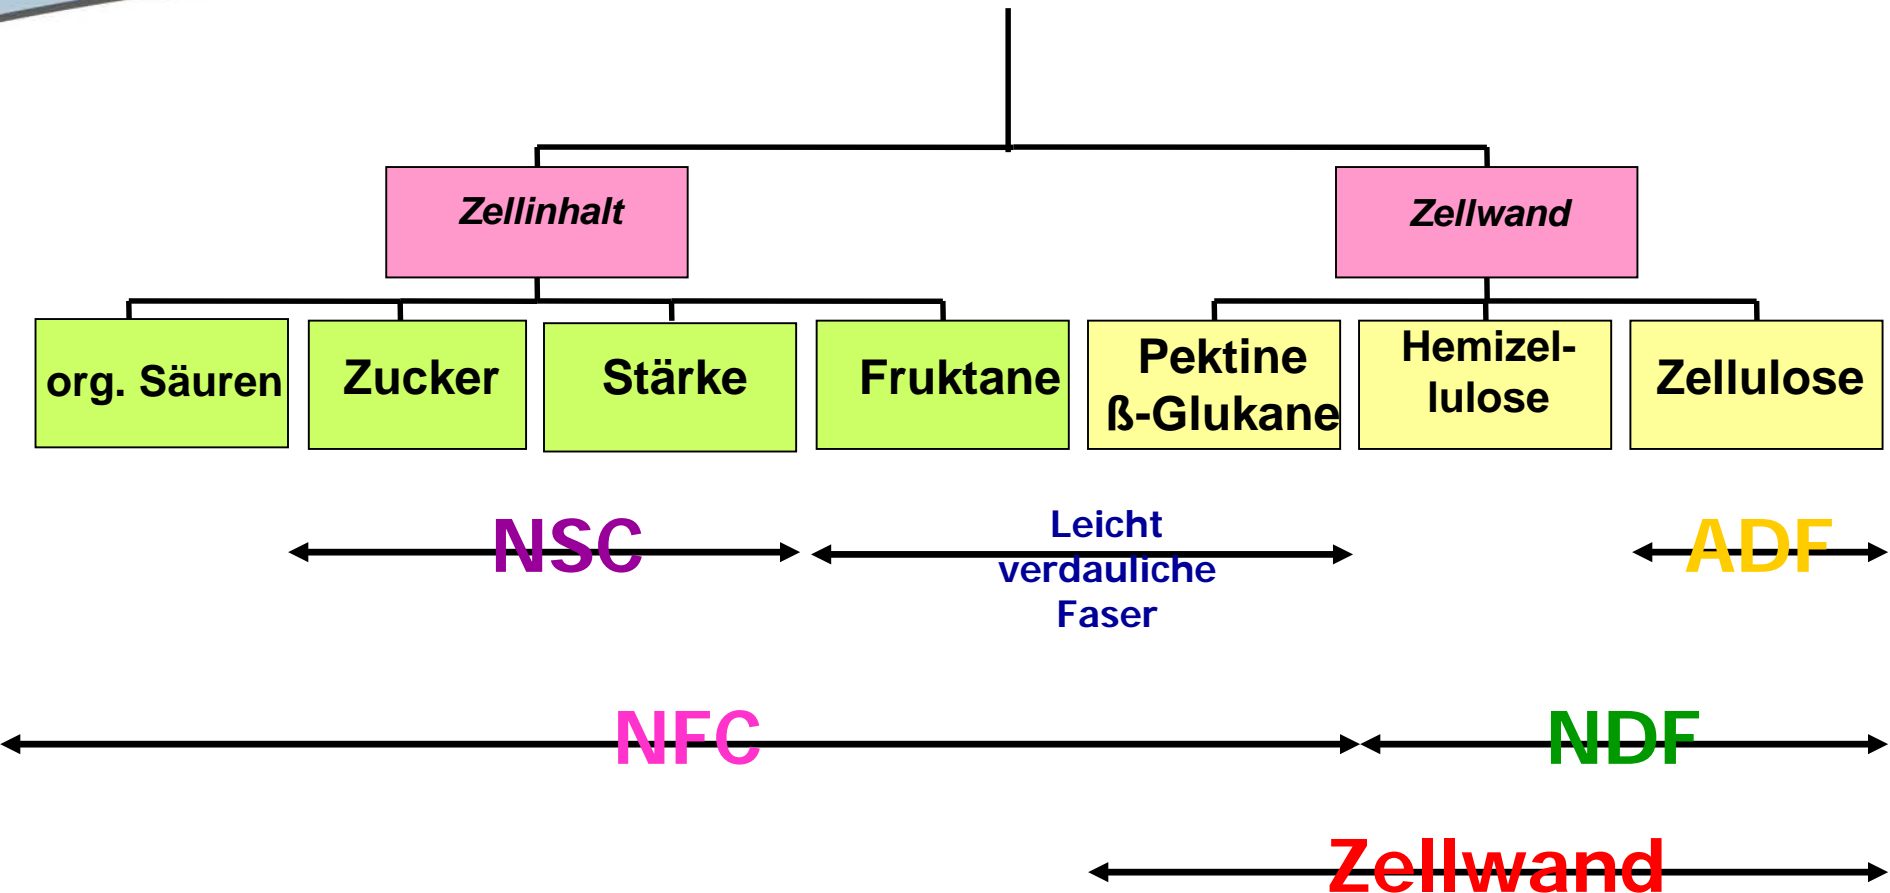 Zellinhalt
Zellwand
org. Säuren
Zucker
Stärke
Fruktane
Pektine
ß-Glukane
Hemizel-
lulose
Zellulose
NSC
Leicht
verdauliche
Faser
ADF
NFC
NDF
Zellwand